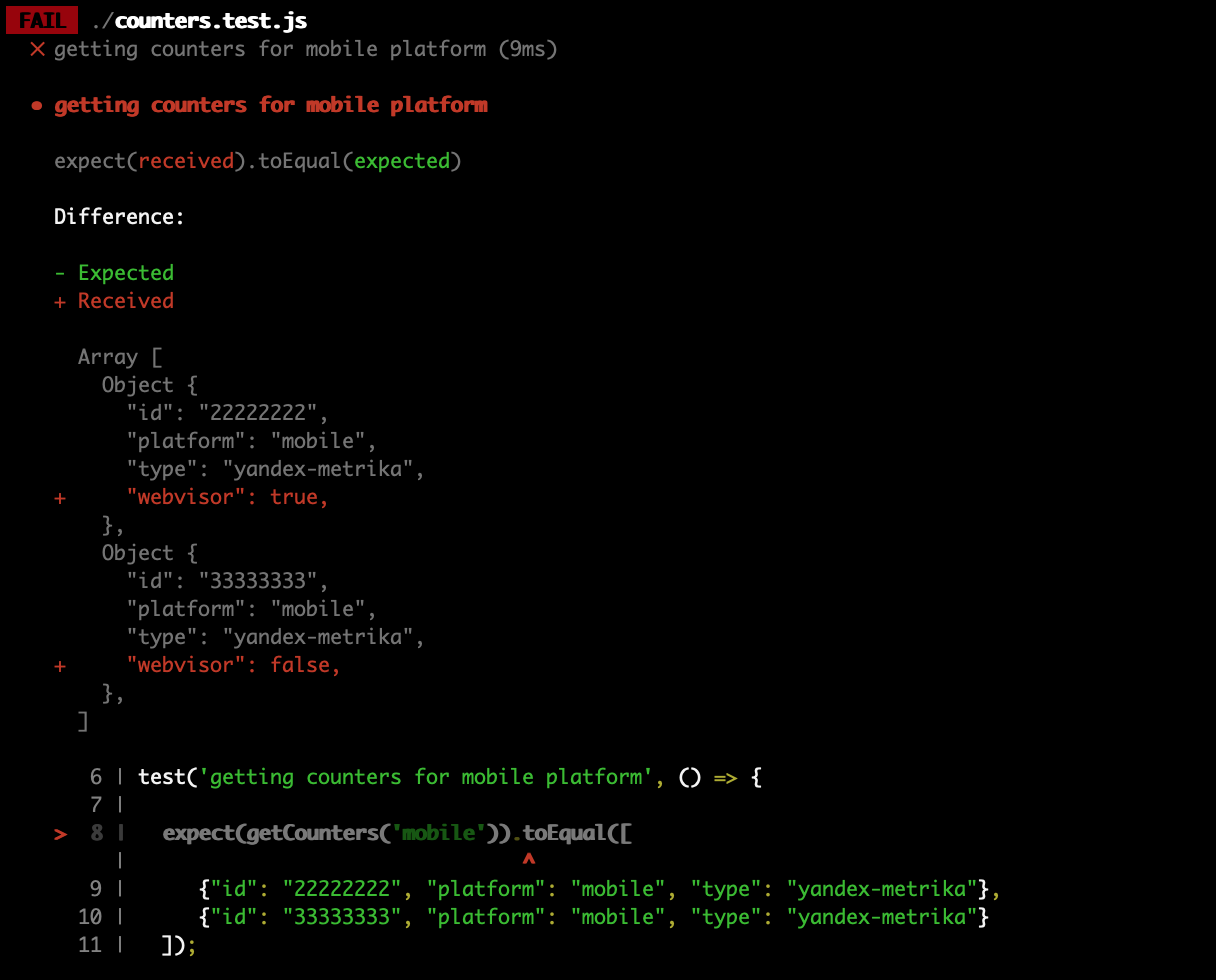 FAIL ./counters.test.js
✕ getting counters for mobile platform (9ms)
● getting counters for mobile platform
expect(received).toEqual(expected)
Difference:
- Expected
+ Received
Array [
Object {
"id": "22222222",
"platform": "mobile",
"type": "yandex-metrika",
+ "webvisor": true,
},
Object {
"id": "33333333",
"platform": "mobile",
"type": "yandex-metrika",
+ "webvisor": false,
},
]
6 | test('getting counters for mobile platform', () => {
7 |
> 8 | expect(getCounters('mobile')).toEqual([
| ^
9 | {"id": "22222222", "platform": "mobile", "type": "yandex-metrika"},
10 | {"id": "33333333", "platform": "mobile", "type": "yandex-metrika"}
11 | ]);